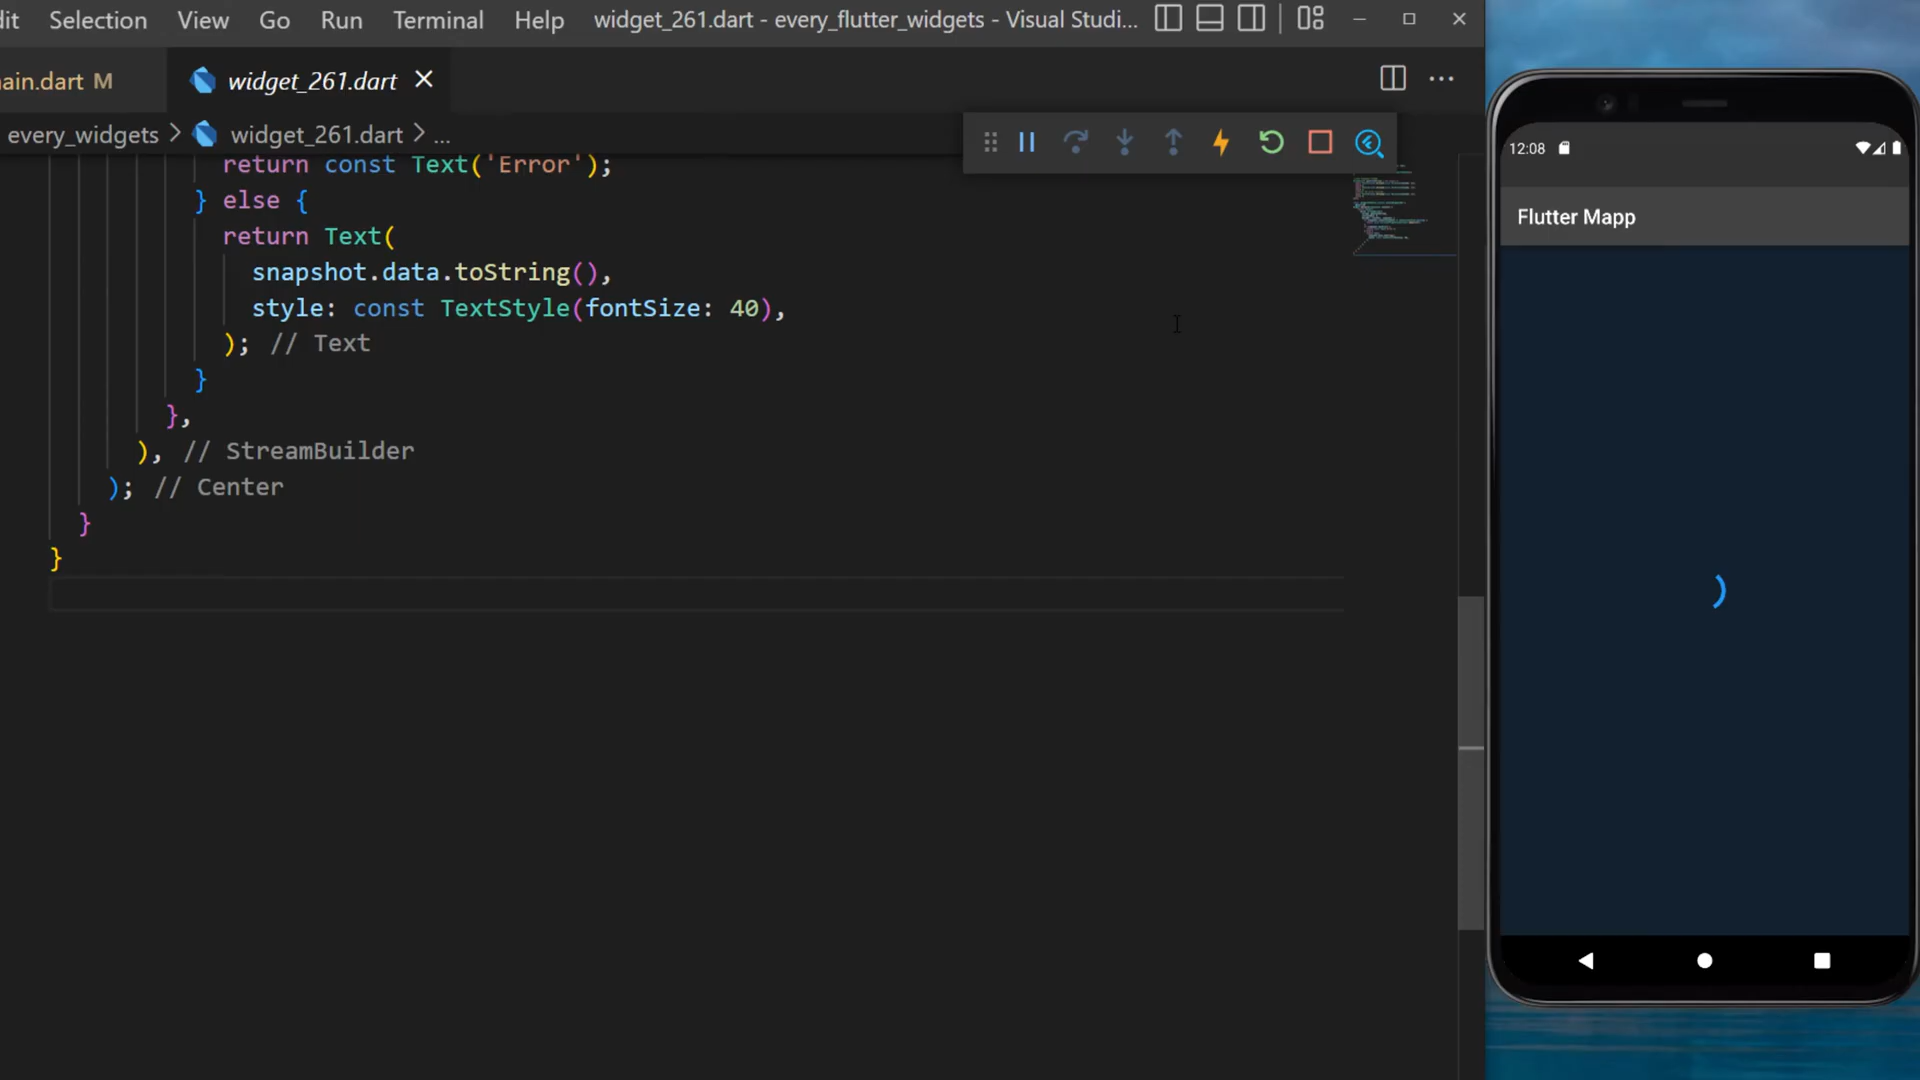 dit Selection View Go Run Terminal Help widget_261.dart - every_flutter_widgets - Visual Studi...
ain.dart M widget_261.dart
every_widgets > widget_261.dart > ...
return const Text('Error');
} else {
return Text(
snapshot.data.toString(),
style: const TextStyle(fontSize: 40),
); // Text
}
},
), // StreamBuilder
); // Center
}
}
12:08
Flutter Mapp